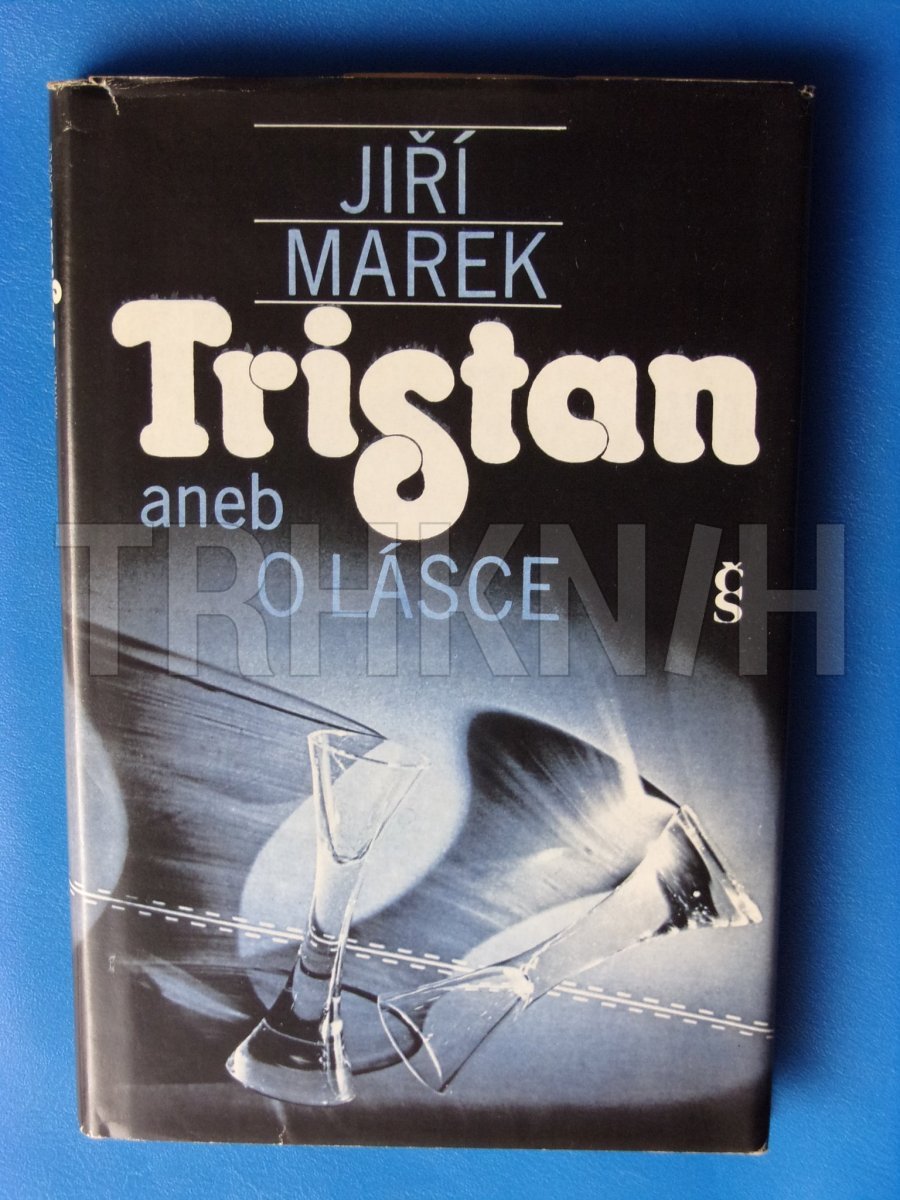 JIŘÍ
MAREK
Tristan
aneb
O LÁSCE
ČS
TRHKNIH